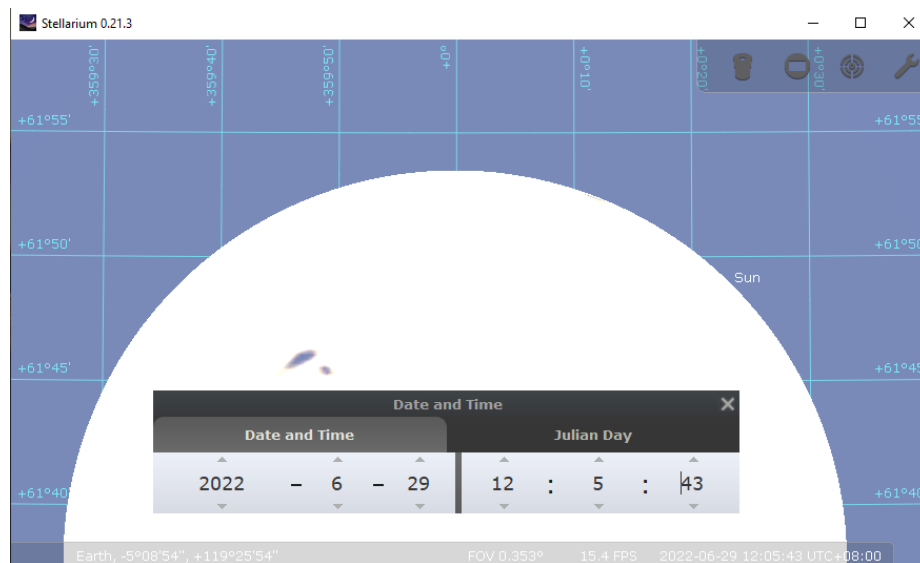 Stellarium 0.21.3
+359°30' +359°40' +359°50' +0° +0°10' +0°20' +0°30'
+61°55' +61°55
+61°50' +61°50
Sun
+61°45' +61°45
Date and Time
Date and Time Julian Day
2022 – 6 – 29 12 : 5 : 43
+61°40' +61°40
Earth, -5°08'54", +119°25'54" FOV 0.353° 15.4 FPS 2022-06-29 12:05:43 UTC+08:00